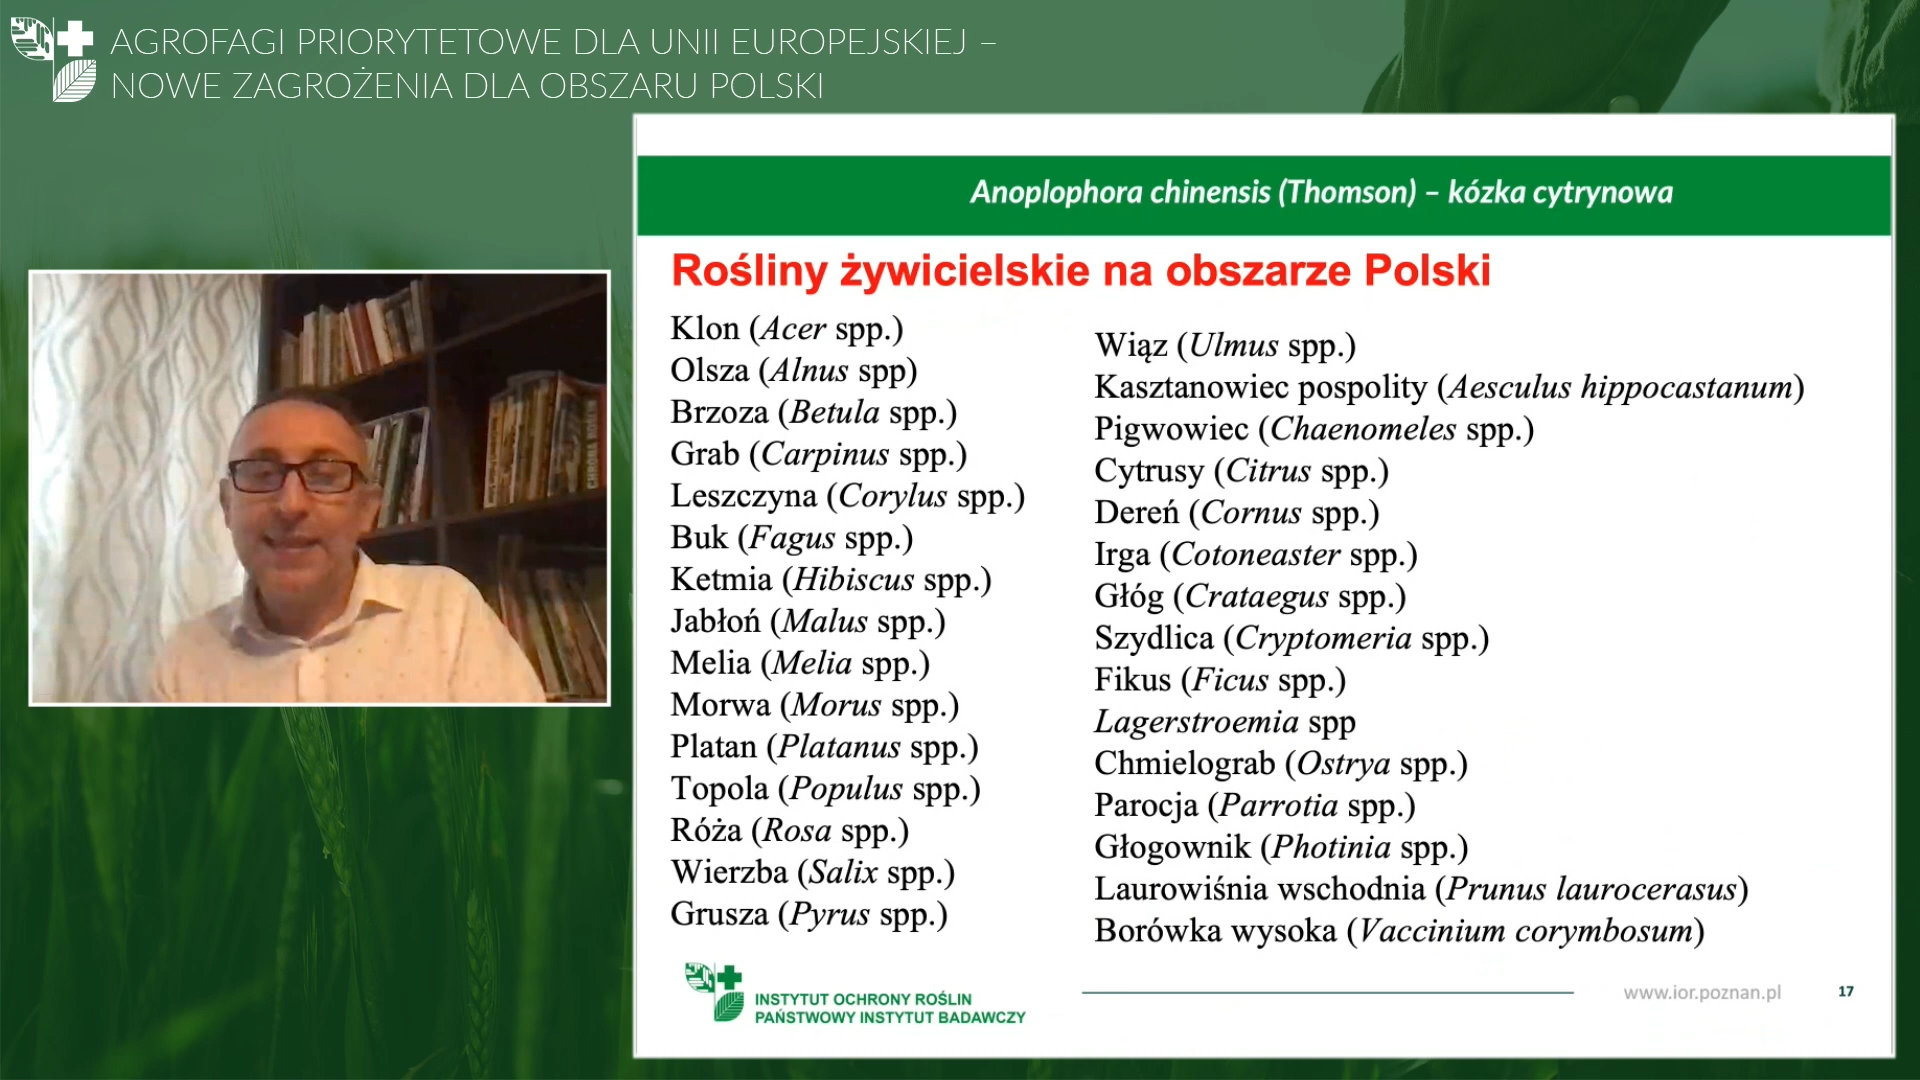 AGROFAGI PRIORYTETOWE DLA UNII EUROPEJSKIEJ –
NOWE ZAGROŻENIA DLA OBSZARU POLSKI
Anoplophora chinensis (Thomson) – kózka cytrynowa
Rośliny żywicielskie na obszarze Polski
Klon (Acer spp.)
Olsza (Alnus spp)
Brzoza (Betula spp.)
Grab (Carpinus spp.)
Leszczyna (Corylus spp.)
Buk (Fagus spp.)
Ketmia (Hibiscus spp.)
Jabłoń (Malus spp.)
Melia (Melia spp.)
Morwa (Morus spp.)
Platan (Platanus spp.)
Topola (Populus spp.)
Róża (Rosa spp.)
Wierzba (Salix spp.)
Grusza (Pyrus spp.)
Wiąz (Ulmus spp.)
Kasztanowiec pospolity (Aesculus hippocastanum)
Pigwowiec (Chaenomeles spp.)
Cytrusy (Citrus spp.)
Dereń (Cornus spp.)
Irga (Cotoneaster spp.)
Głóg (Crataegus spp.)
Szydlica (Cryptomeria spp.)
Fikus (Ficus spp.)
Lagerstroemia spp
Chmielograb (Ostrya spp.)
Parocja (Parrotia spp.)
Głogownik (Photinia spp.)
Laurowiśnia wschodnia (Prunus laurocerasus)
Borówka wysoka (Vaccinium corymbosum)
INSTYTUT OCHRONY ROŚLIN
PAŃSTWOWY INSTYTUT BADAWCZY
www.ior.poznan.pl
17